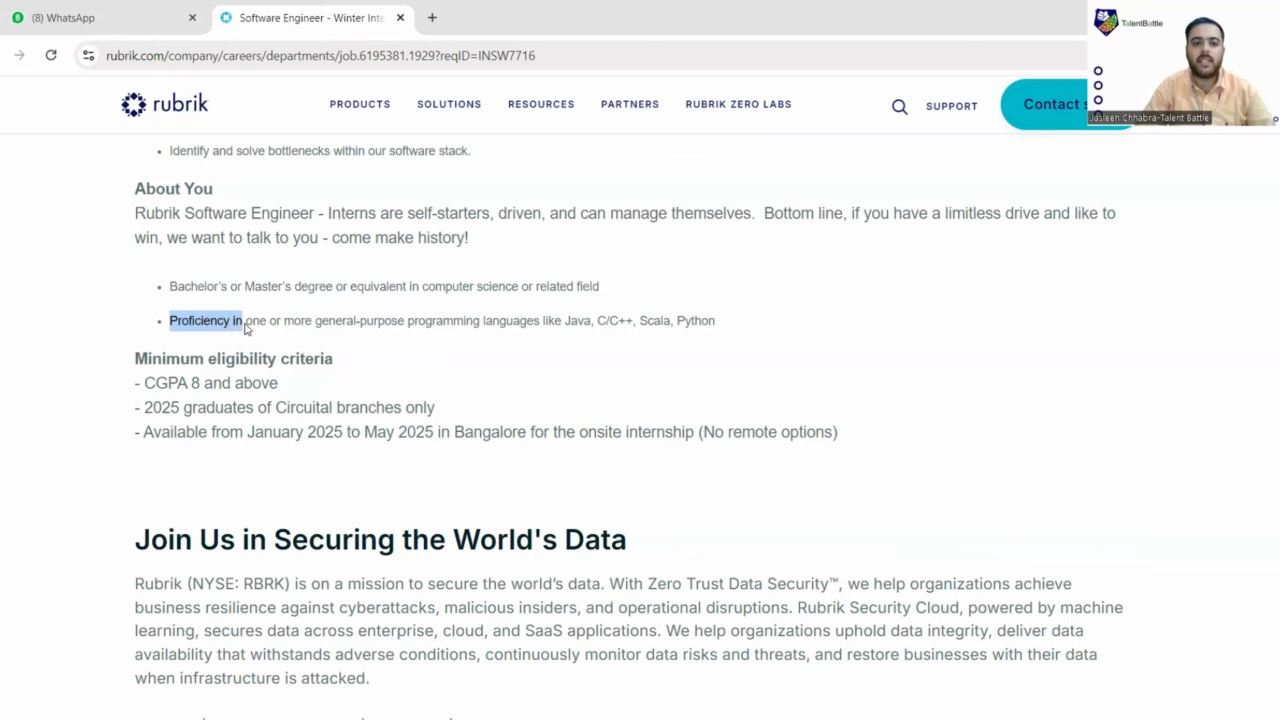 (8) WhatsApp
Software Engineer - Winter Inte
rubrik.com/company/careers/departments/job.6195381.1929?reqID=INSW7716
TalentBattle
Jasleen Chhabra-Talent Battle
rubrik
PRODUCTS
SOLUTIONS
RESOURCES
PARTNERS
RUBRIK ZERO LABS
SUPPORT
Contact s
• Identify and solve bottlenecks within our software stack.
About You
Rubrik Software Engineer - Interns are self-starters, driven, and can manage themselves. Bottom line, if you have a limitless drive and like to
win, we want to talk to you - come make history!
• Bachelor's or Master's degree or equivalent in computer science or related field
• Proficiency in one or more general-purpose programming languages like Java, C/C++, Scala, Python
Minimum eligibility criteria
- CGPA 8 and above
- 2025 graduates of Circuital branches only
- Available from January 2025 to May 2025 in Bangalore for the onsite internship (No remote options)
Join Us in Securing the World's Data
Rubrik (NYSE: RBRK) is on a mission to secure the world's data. With Zero Trust Data Security™, we help organizations achieve
business resilience against cyberattacks, malicious insiders, and operational disruptions. Rubrik Security Cloud, powered by machine
learning, secures data across enterprise, cloud, and SaaS applications. We help organizations uphold data integrity, deliver data
availability that withstands adverse conditions, continuously monitor data risks and threats, and restore businesses with their data
when infrastructure is attacked.